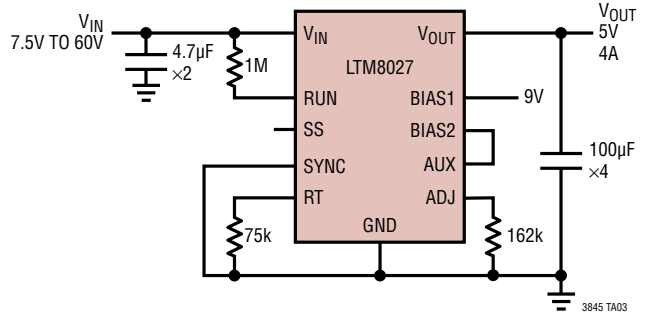 VIN
7.5V TO 60V
4.7µF
×2
1M
VIN
RUN
SS
SYNC
RT
LTM8027
GND
VOUT
BIAS1
BIAS2
AUX
ADJ
9V
75k
162k
VOUT
5V
4A
100µF
×4
3845 TA03